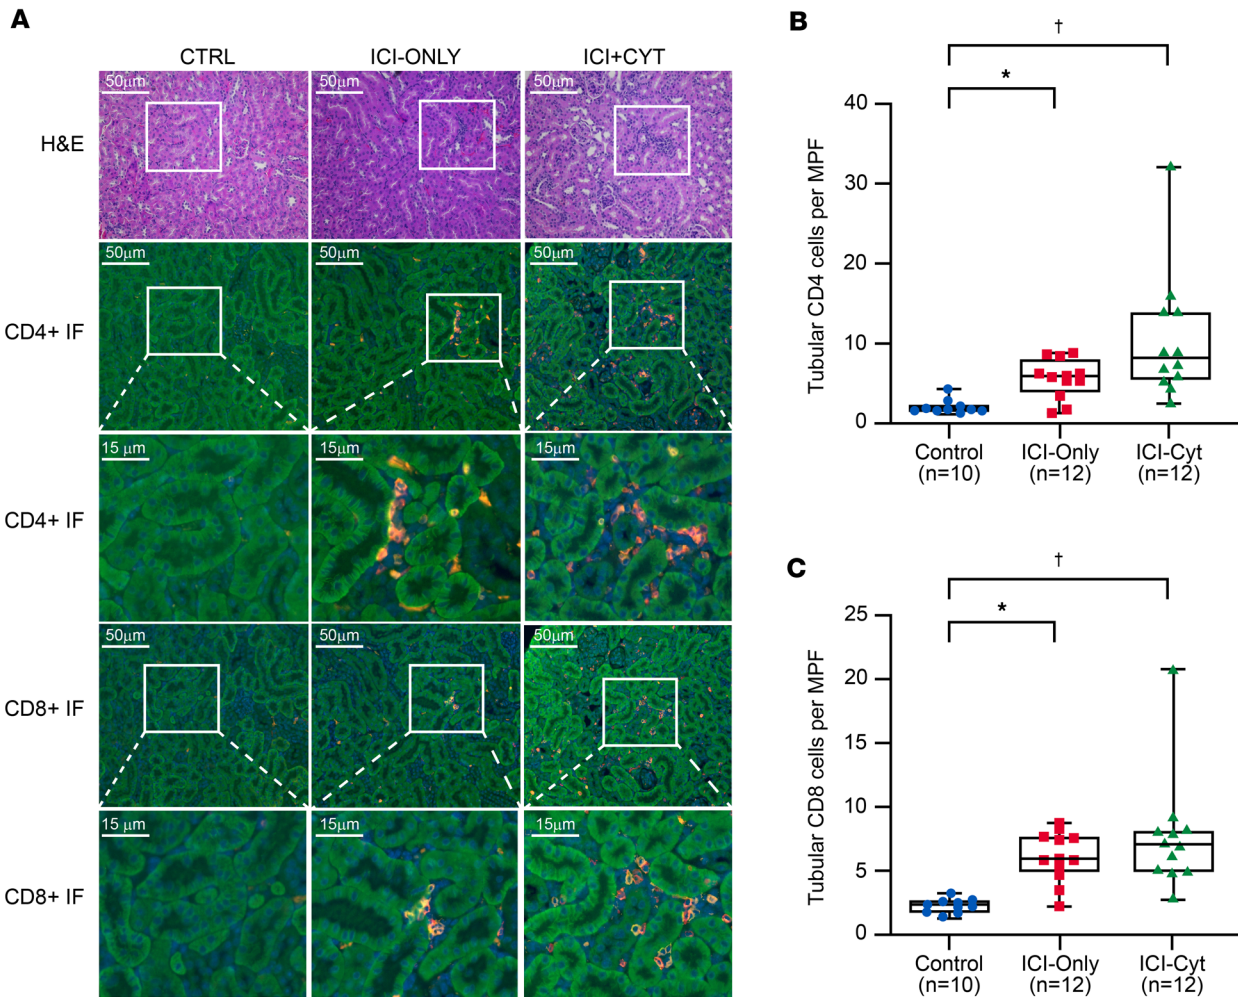 A
CTRL ICI-ONLY ICI+CYT
H&E
50μm 50μm 50μm
CD4+ IF
50μm 50μm 50μm
CD4+ IF
15 μm 15μm 15μm
CD8+ IF
50μm 50μm 50μm
CD8+ IF
15 μm 15μm 15μm
B
†
*
Tubular CD4 cells per MPF
40
30
20
10
0
Control ICI-Only ICI-Cyt
(n=10) (n=12) (n=12)
C
†
*
Tubular CD8 cells per MPF
25
20
15
10
5
0
Control ICI-Only ICI-Cyt
(n=10) (n=12) (n=12)